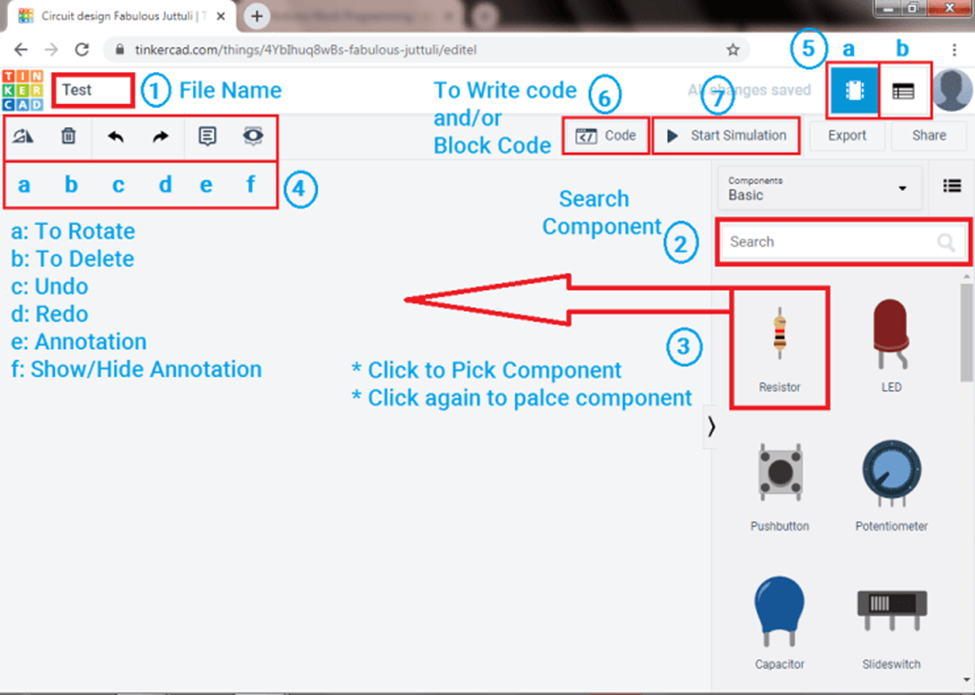 Circuit design Fabulous Juttuli | T
tinkercad.com/things/4YbIhuq8wBs-fabulous-juttuli/editel
TIN
KER
CAD
Test
1 File Name
To Write code
and/or
Block Code
6
7
5 a b
All changes saved
Code
Start Simulation
Export
Share
a b c d e f 4
a: To Rotate
b: To Delete
c: Undo
d: Redo
e: Annotation
f: Show/Hide Annotation
Search
Component
2
Components
Basic
Search
3
* Click to Pick Component
* Click again to palce component
Resistor
LED
Pushbutton
Potentiometer
Capacitor
Slideswitch